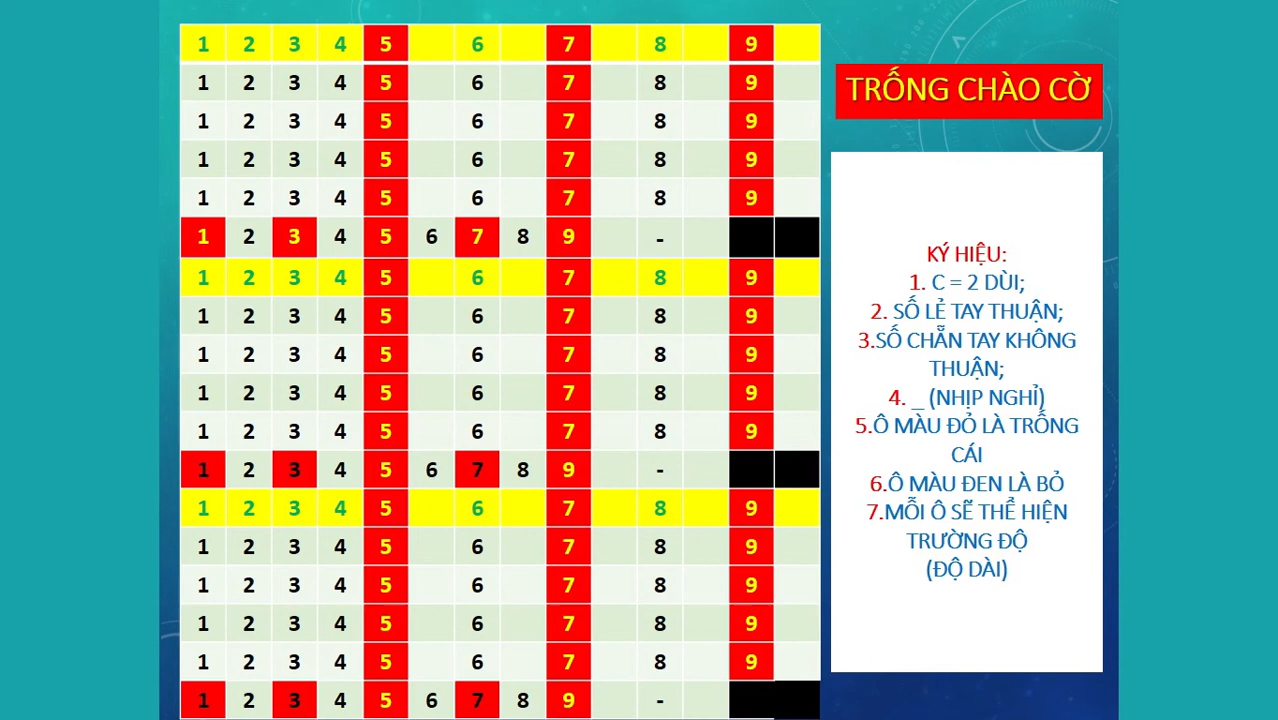 1 2 3 4 5 6 7 8 9
1 2 3 4 5 6 7 8 9
1 2 3 4 5 6 7 8 9
1 2 3 4 5 6 7 8 9
1 2 3 4 5 6 7 8 9
1 2 3 4 5 6 7 8 9 -
1 2 3 4 5 6 7 8 9
1 2 3 4 5 6 7 8 9
1 2 3 4 5 6 7 8 9
1 2 3 4 5 6 7 8 9
1 2 3 4 5 6 7 8 9
1 2 3 4 5 6 7 8 9 -
1 2 3 4 5 6 7 8 9
1 2 3 4 5 6 7 8 9
1 2 3 4 5 6 7 8 9
1 2 3 4 5 6 7 8 9
1 2 3 4 5 6 7 8 9
1 2 3 4 5 6 7 8 9 -
TRỐNG CHÀO CỜ
KÝ HIỆU:
1. C = 2 DÙI;
2. SỐ LẺ TAY THUẬN;
3.SỐ CHẴN TAY KHÔNG
THUẬN;
4. _ (NHỊP NGHỈ)
5.Ô MÀU ĐỎ LÀ TRỐNG
CÁI
6.Ô MÀU ĐEN LÀ BỎ
7.MỖI Ô SẼ THỂ HIỆN
TRƯỜNG ĐỘ
(ĐỘ DÀI)